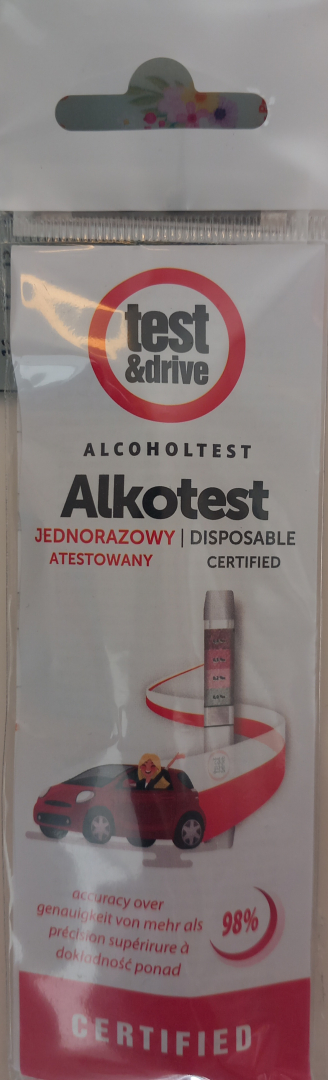 test
&drive
ALCOHOLTEST
Alkotest
JEDNORAZOWY | DISPOSABLE
ATESTOWANY CERTIFIED
accuracy over
genauigkeit von mehr als
précision supérirure à
dokładność ponad
98%
CERTIFIED